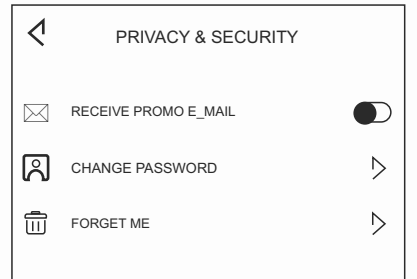 PRIVACY & SECURITY
RECEIVE PROMO E_MAIL
CHANGE PASSWORD
FORGET ME